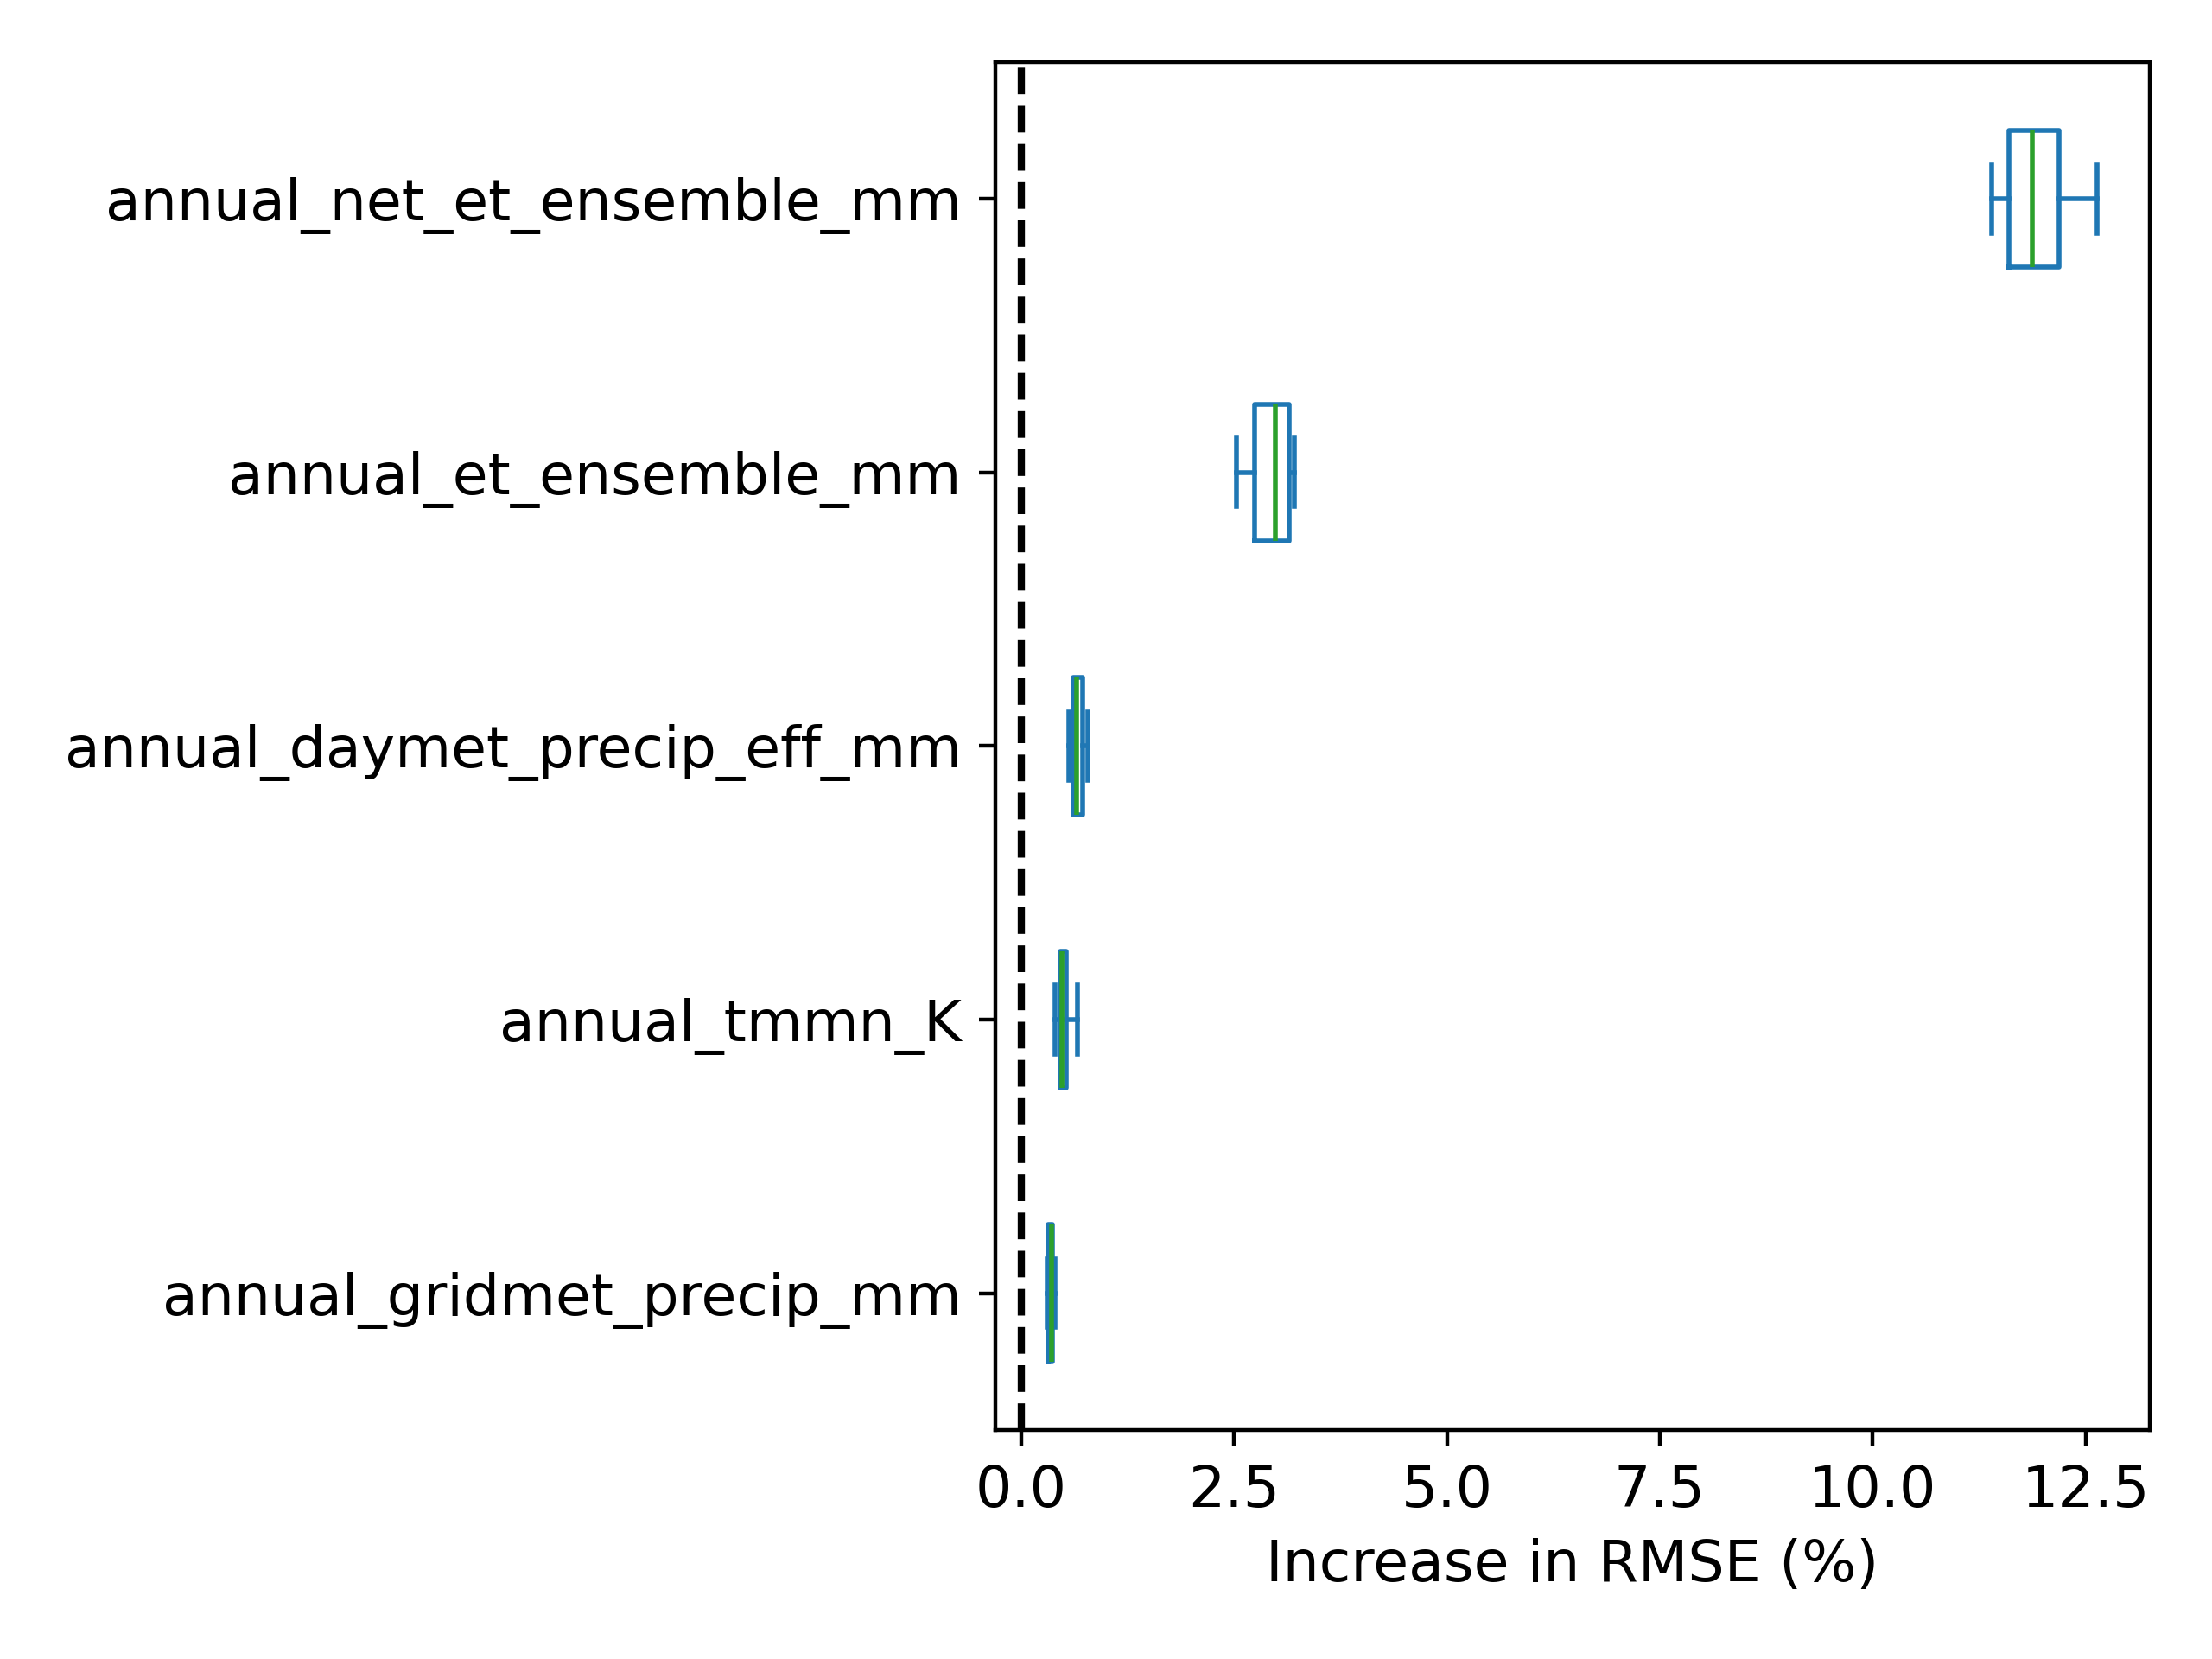 annual_net_et_ensemble_mm
annual_et_ensemble_mm
annual_daymet_precip_eff_mm
annual_tmmn_K
annual_gridmet_precip_mm
0.0 2.5 5.0 7.5 10.0 12.5
Increase in RMSE (%)